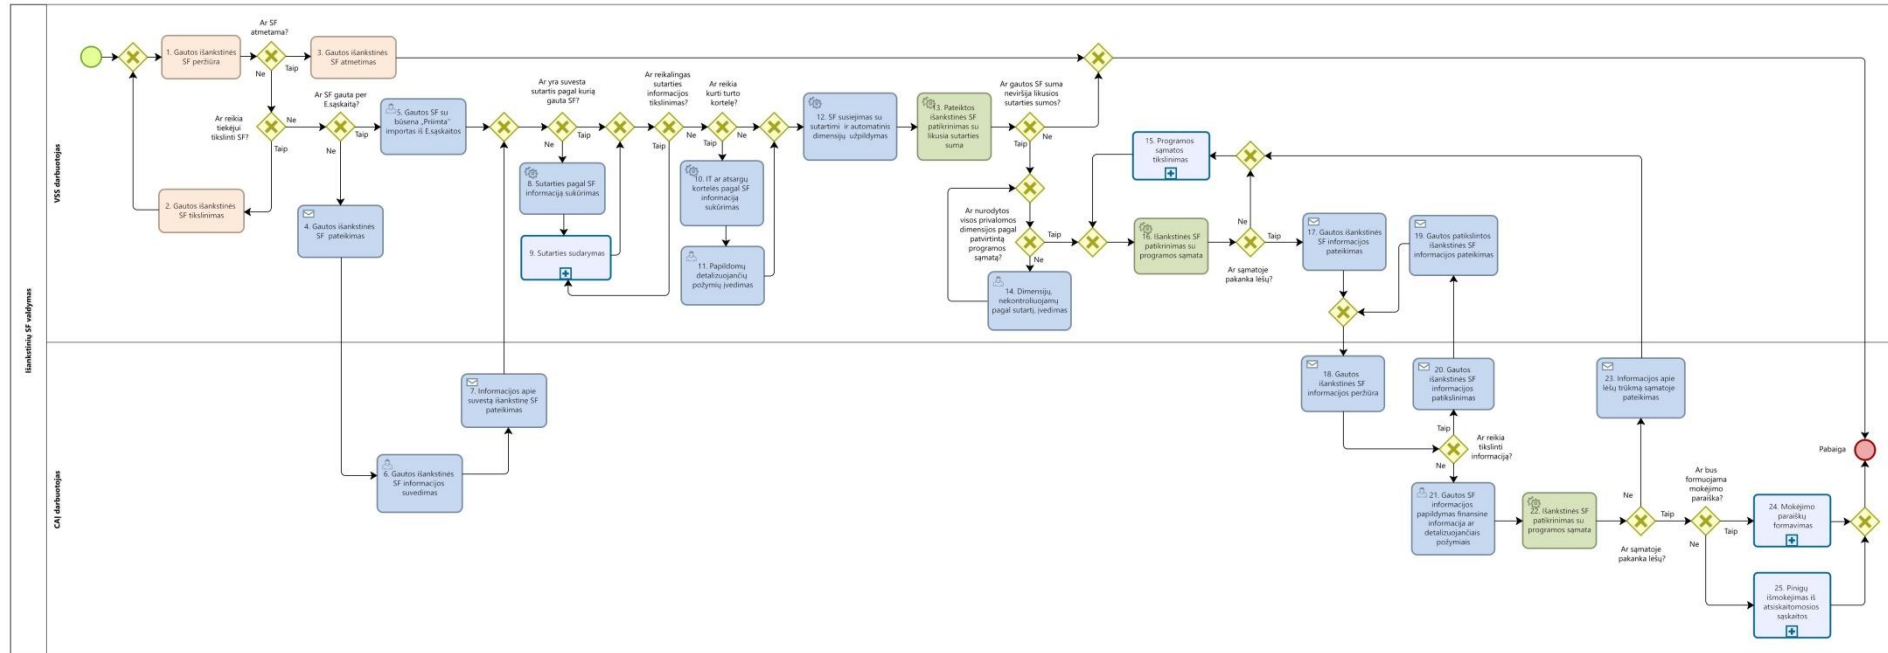 Išankstinių SF valdymas
VSS darbuotojas
CAĮ darbuotojas
Ar SF
atmetama?
1. Gautos išankstinės
SF peržiūra
Taip
Ne
3. Gautos išankstinės
SF atmetimas
Ar reikia
tiekėjui
tikslinti SF?
Ne
Taip
2. Gautos išankstinės
SF tikslinimas
Ar SF gauta per
E.sąskaitą?
Taip
Ne
4. Gautos išankstinės
SF pateikimas
5. Gautos SF su
būsena „Priimta"
importas iš E.sąskaitos
6. Gautos išankstinės
SF informacijos
suvedimas
7. Informacijos apie
suvestą išankstinę SF
pateikimas
Ar yra suvesta
sutartis pagal kurią
gauta SF?
Taip
Ne
8. Sutarties pagal SF
informaciją sukūrimas
9. Sutarties sudarymas
Ar reikalingas
sutarties
informacijos
tikslinimas?
Ne
Taip
Ar reikia
kurti turto
kortelę?
Ne
Taip
10. IT ar atsargų
kortelės pagal SF
informaciją
sukūrimas
11. Papildomų
detalizuojančių
požymių įvedimas
12. SF susiejimas su
sutartimi ir automatinis
dimensijų užpildymas
13. Pateiktos
išankstinės SF
patikrinimas su
likusia sutarties
suma
Ar gautos SF suma
neviršija likusios
sutarties sumos?
Ne
Taip
Ar nurodytos
visos privalomos
dimensijos pagal
patvirtintą
programos
sąmatą?
Taip
Ne
14. Dimensijų,
nekontroliuojamų
pagal sutartį, įvedimas
15. Programos
sąmatos
tikslinimas
16. Išankstinės SF
patikrinimas su
programos sąmata
Ne
Taip
Ar sąmatoje
pakanka lėšų?
17. Gautos išankstinės
SF informacijos
pateikimas
19. Gautos patikslintos
išankstinės SF
informacijos pateikimas
18. Gautos
išankstinės SF
informacijos peržiūra
20. Gautos
išankstinės SF
informacijos
patikslinimas
Taip
Ar reikia
tikslinti
informaciją?
Ne
21. Gautos SF
informacijos
papildymas finansine
informacija ar
detalizuojančiais
požymiais
22. Išankstinės SF
patikrinimas su
programos sąmata
23. Informacijos apie
lėšų trūkmą sąmatoje
pateikimas
Ne
Taip
Ar sąmatoje
pakanka lėšų?
Ar bus
formuojama
mokėjimo
paraiška?
Taip
Ne
24. Mokėjimo
paraiškų
formavimas
25. Pinigų
išmokėjimas iš
atsiskaitomosios
sąskaitos
Pabaiga